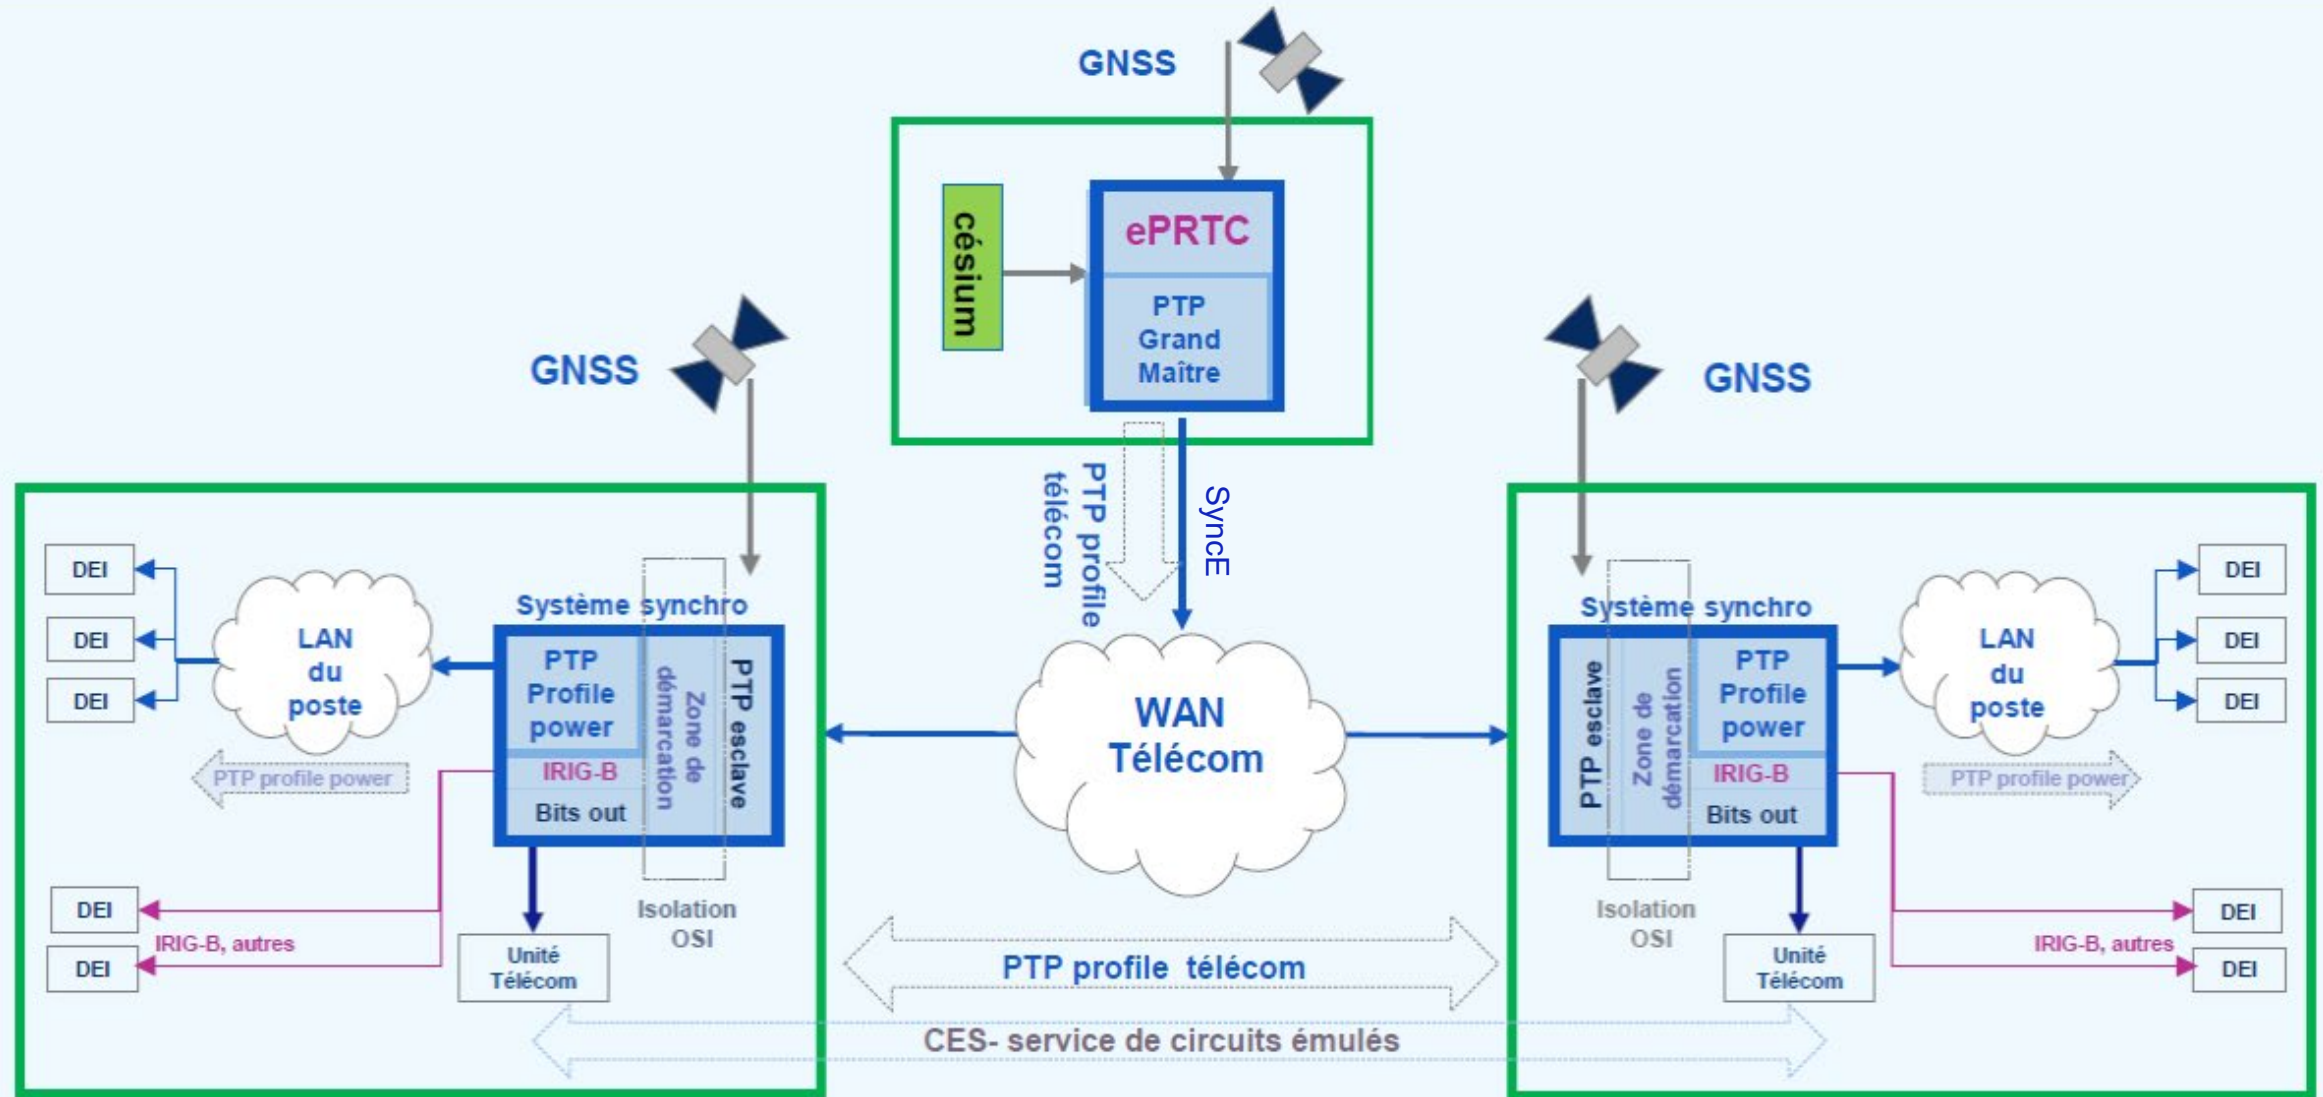 GNSS
césium
ePRTC
PTP
Grand
Maître
GNSS
GNSS
PTP profile
télécom
SyncE
DEI
DEI
DEI
LAN
du
poste
PTP profile power
Système synchro
PTP
Profile
power
IRIG-B
Bits out
Zone de
démarcation
PTP esclave
DEI
DEI
IRIG-B, autres
Unité
Télécom
Isolation
OSI
WAN
Télécom
Système synchro
PTP esclave
Zone de
démarcation
PTP
Profile
power
IRIG-B
Bits out
LAN
du
poste
DEI
DEI
DEI
PTP profile power
Isolation
OSI
Unité
Télécom
DEI
IRIG-B, autres
DEI
PTP profile télécom
CES- service de circuits émulés